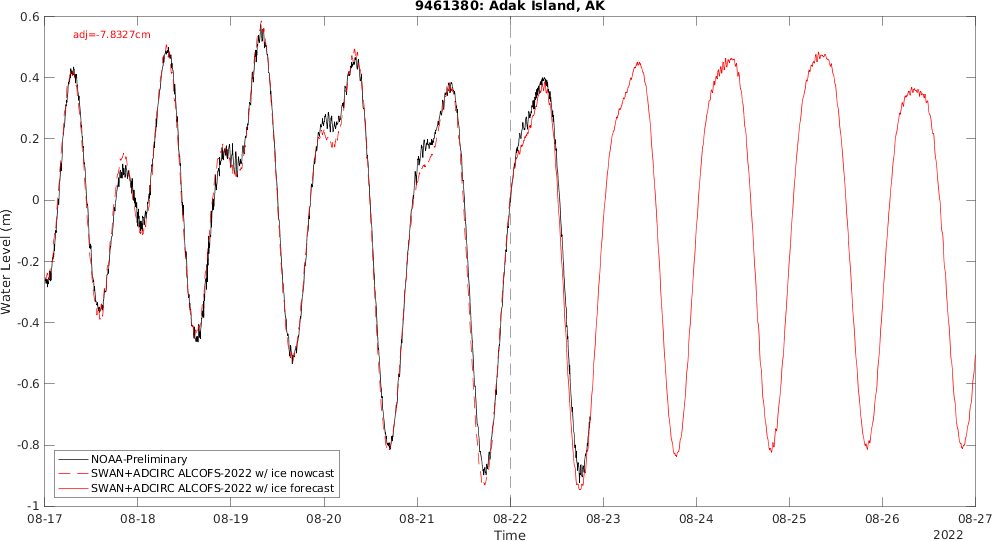 9461380: Adak Island, AK
adj=-7.8327cm
Water Level (m)
0.6
0.4
0.2
0
-0.2
-0.4
-0.6
-0.8
-1
NOAA-Preliminary
SWAN+ADCIRC ALCOFS-2022 w/ ice nowcast
SWAN+ADCIRC ALCOFS-2022 w/ ice forecast
08-17 08-18 08-19 08-20 08-21 08-22 08-23 08-24 08-25 08-26 08-27
Time
2022